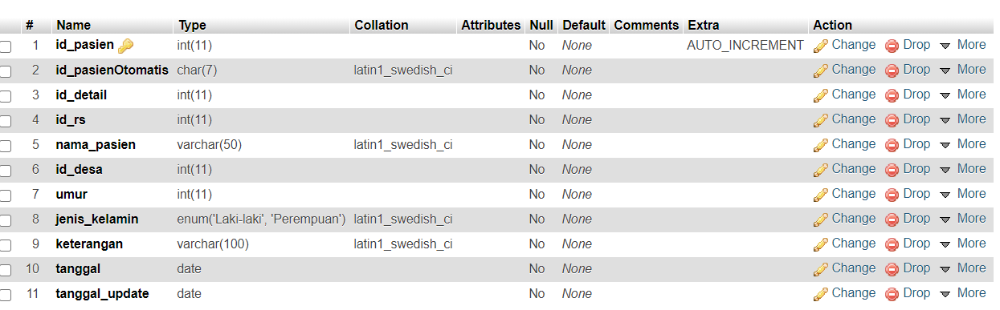 # Name Type Collation Attributes Null Default Comments Extra Action
1 id_pasien int(11) No None AUTO_INCREMENT Change Drop More
2 id_pasienOtomatis char(7) latin1_swedish_ci No None Change Drop More
3 id_detail int(11) No None Change Drop More
4 id_rs int(11) No None Change Drop More
5 nama_pasien varchar(50) latin1_swedish_ci No None Change Drop More
6 id_desa int(11) No None Change Drop More
7 umur int(11) No None Change Drop More
8 jenis_kelamin enum('Laki-laki', 'Perempuan') latin1_swedish_ci No None Change Drop More
9 keterangan varchar(100) latin1_swedish_ci No None Change Drop More
10 tanggal date No None Change Drop More
11 tanggal_update date No None Change Drop More